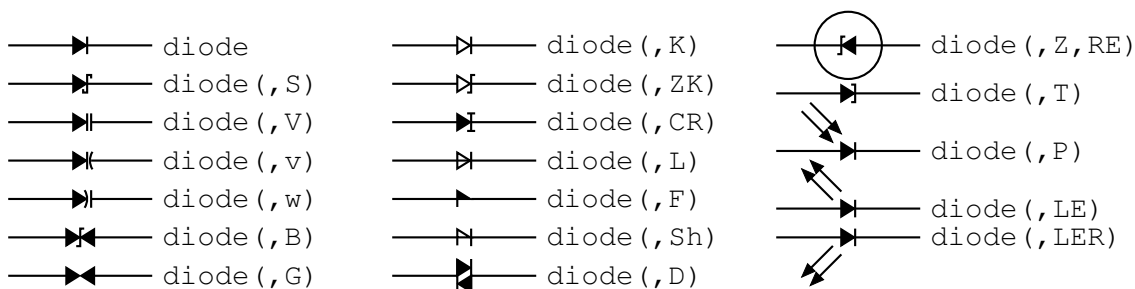 diode
diode(,S)
diode(,V)
diode(,v)
diode(,w)
diode(,B)
diode(,G)
diode(,K)
diode(,ZK)
diode(,CR)
diode(,L)
diode(,F)
diode(,Sh)
diode(,D)
diode(,Z,RE)
diode(,T)
diode(,P)
diode(,LE)
diode(,LER)